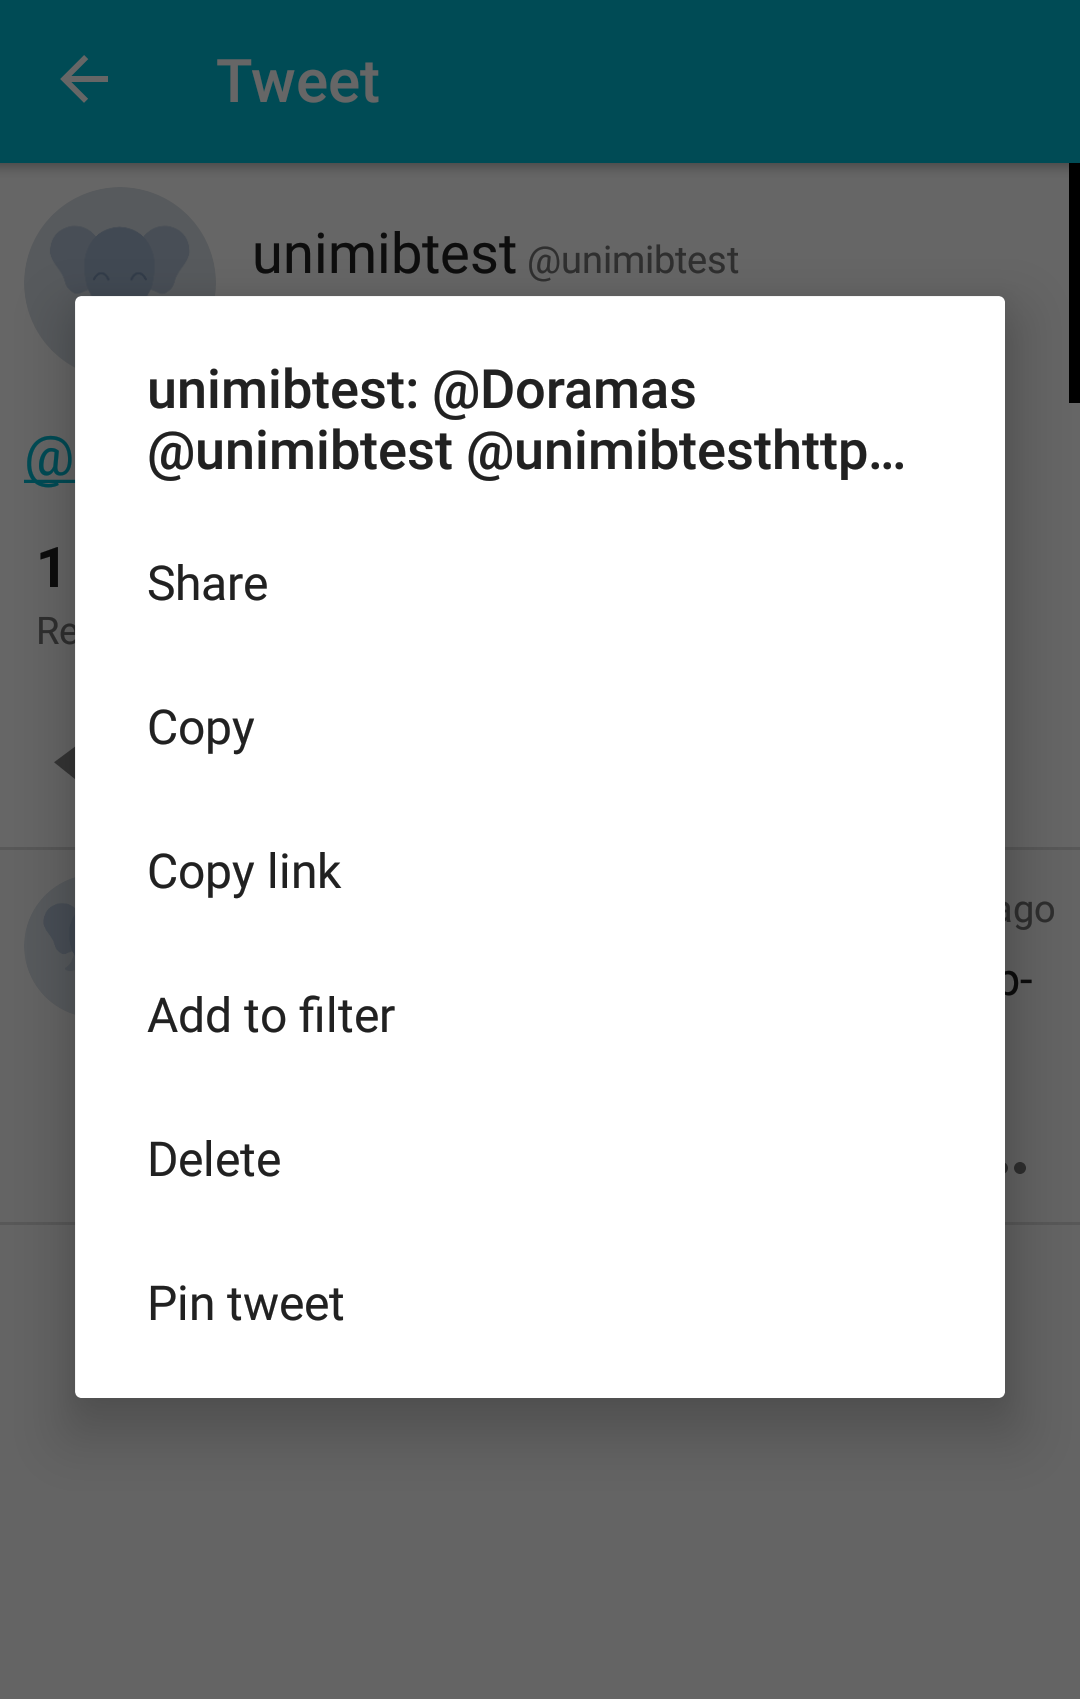 Tweet
unimibtest @unimibtest
unimibtest: @Doramas
@unimibtest @unimibtesthttp...
@
1
Re
Share
Copy
Copy link
ago
Add to filter
Delete
Pin tweet